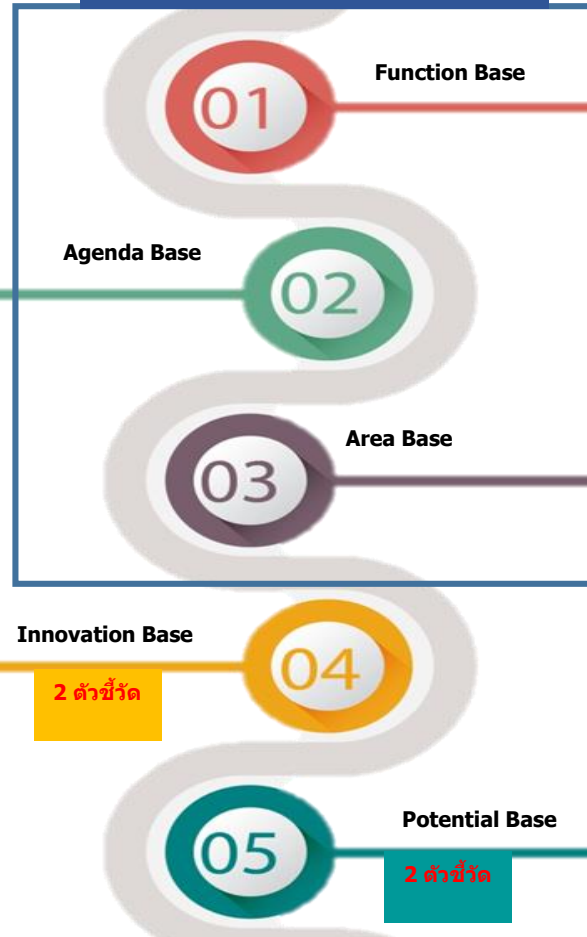 Function Base
01
Agenda Base
02
Area Base
03
Innovation Base
04
2 ตัวชี้วัด
Potential Base
05
2 ตัวชี้วัด